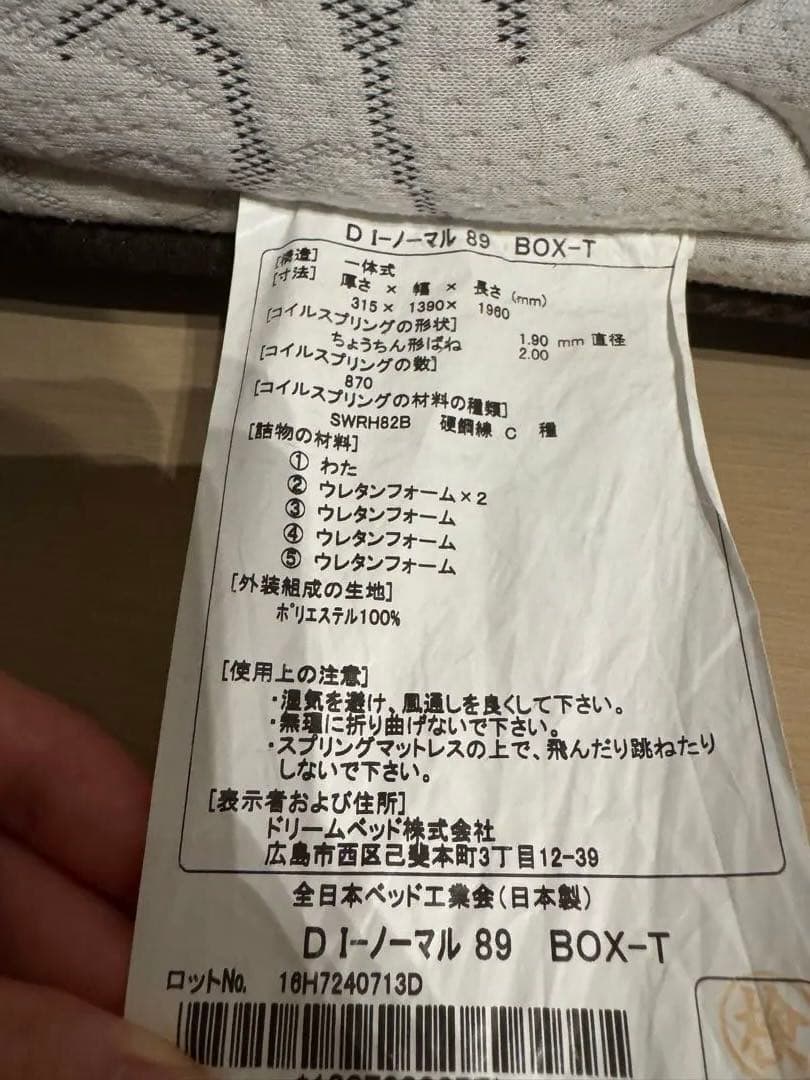 D I-ノーマル 89 BOX-T
[構造] 一体式
[寸法] 厚さ × 幅 × 長さ (mm)
315× 1390× 1960
[コイルスプリングの形状]
ちょうちん形ばね 1.90 mm 直径
2.00
[コイルスプリングの数]
870
[コイルスプリングの材料の種類]
SWRH82B 硬鋼線 C 種
[詰物の材料]
① わた
② ウレタンフォーム×2
③ ウレタンフォーム
④ ウレタンフォーム
⑤ ウレタンフォーム
[外装組成の生地]
ポリエステル100%
[使用上の注意]
・湿気を避け、風通しを良くして下さい。
・無理に折り曲げないで下さい。
・スプリングマットレスの上で、飛んだり跳ねたり
しないで下さい。
[表示者および住所]
ドリームベッド株式会社
広島市西区己斐本町3丁目12-39
全日本ベッド工業会(日本製)
D I-ノーマル 89 BOX-T
ロットNo. 16H7240713D
検